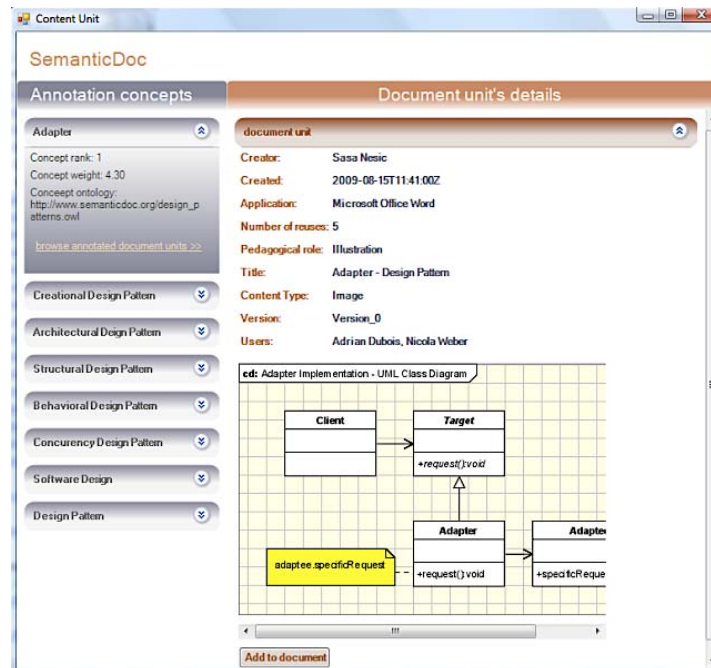 Content Unit
SemanticDoc
Annotation concepts
Adapter
Concept rank: 1
Concept weight: 4.30
Conceept ontology:
http://www.semanticdoc.org/design_p
atterns.owl
browse annotated document units >>
Creational Design Pattern
Architectural Deign Pattern
Structural Design Pattern
Behavioral Design Pattern
Concurency Design Pattern
Software Design
Design Pattern
Document unit's details
document unit
Creator: Sasa Nesic
Created: 2009-08-15T11:41:00Z
Application: Microsoft Office Word
Number of reuses: 5
Pedagogical role: Illustration
Title: Adapter - Design Pattern
Content Type: Image
Version: Version_0
Users: Adrian Dubois, Nicola Weber
cd: Adapter Implementation - UML Class Diagram
Client
Target
+request():void
Adapter
+request():void
Adaptee
+specificReque
adaptee.specificRequest
Add to document